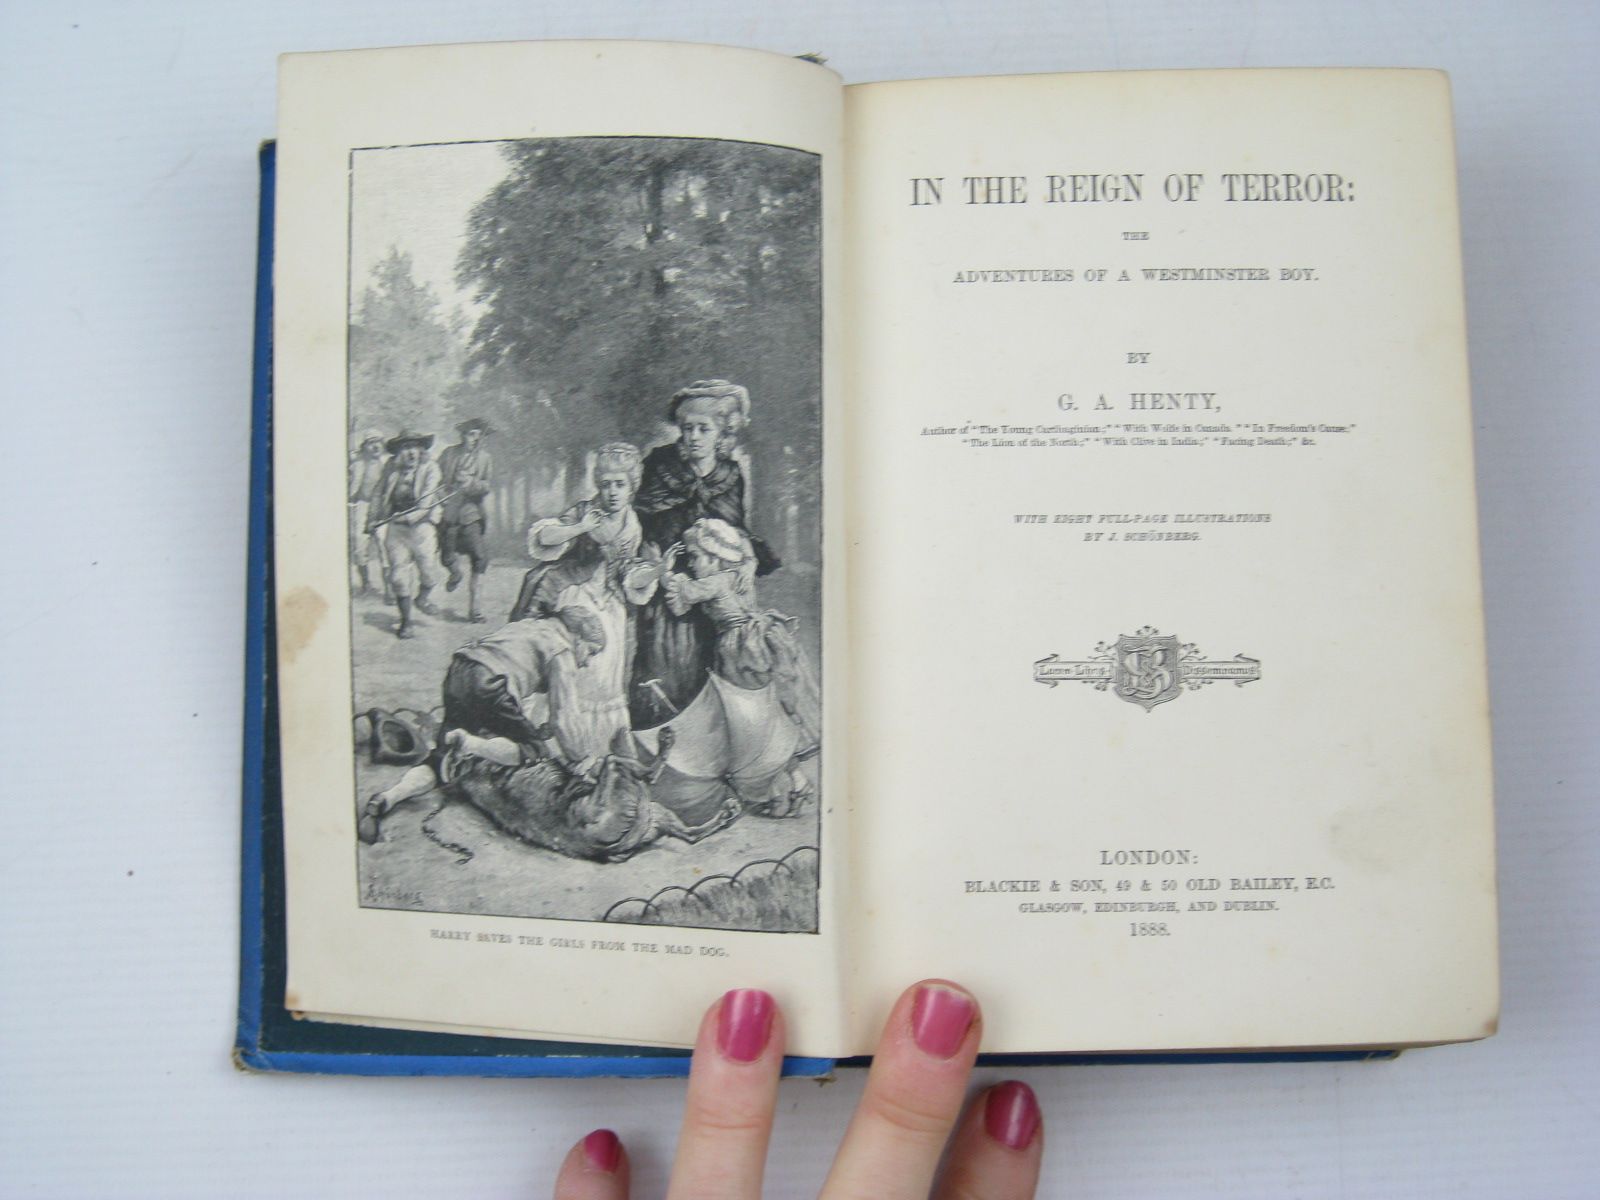 HARRY SAVES THE GIRLS FROM THE MAD DOG.
IN THE REIGN OF TERROR:
THE
ADVENTURES OF A WESTMINSTER BOY.
BY
G. A. HENTY,
Author of "The Young Carthaginian;" "With Wolfe in Canada." "In Freedom's Cause;"
"The Lion of the North;" "With Clive in India;" "Facing Death;" &c.
WITH EIGHT FULL-PAGE ILLUSTRATIONS
BY J. SCHÖNBERG.
Lucem Libris Disseminamus
LONDON:
BLACKIE & SON, 49 & 50 OLD BAILEY, E.C.
GLASGOW, EDINBURGH, AND DUBLIN.
1888.